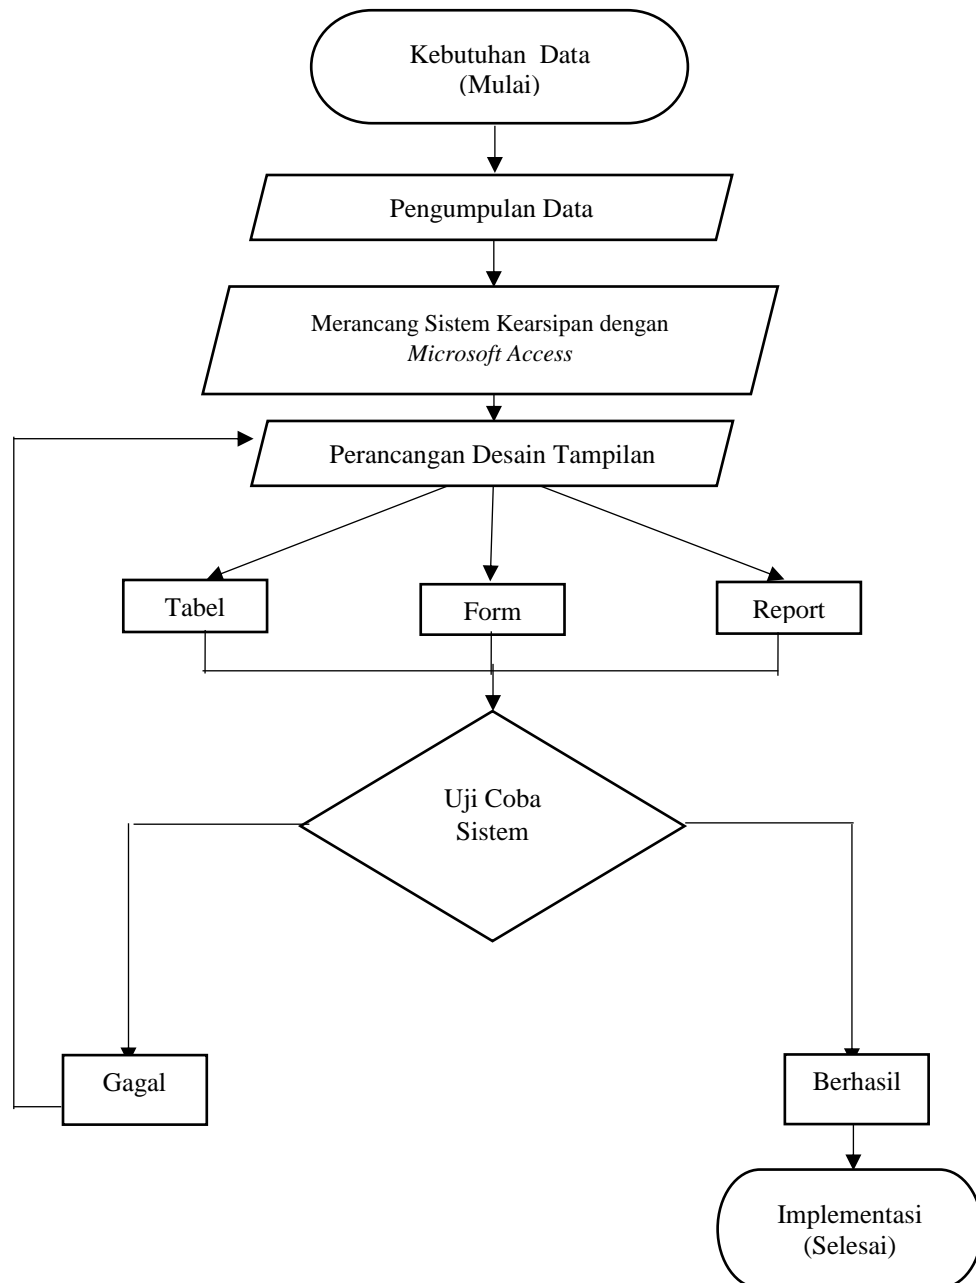 Kebutuhan  Data
(Mulai)
Pengumpulan Data
Merancang Sistem Kearsipan dengan
Microsoft Access
Perancangan Desain Tampilan
Tabel
Form
Report
Uji Coba
Sistem
Gagal
Berhasil
Implementasi
(Selesai)